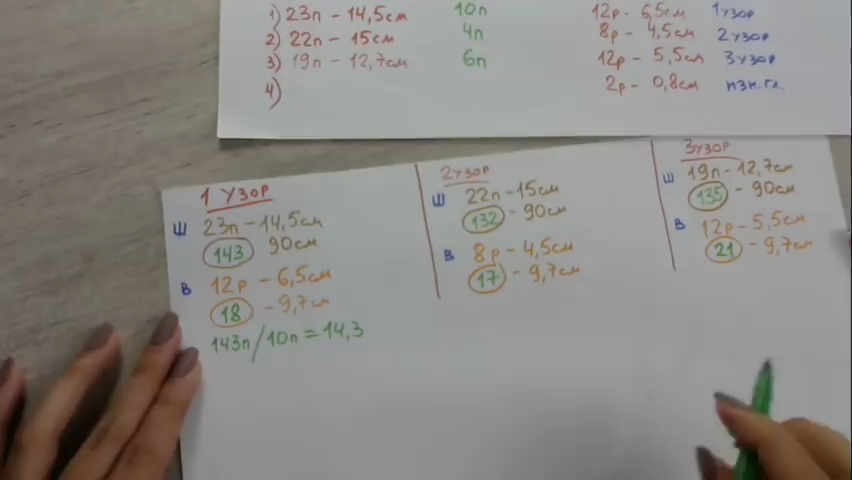 1) 23п - 14,5см 10п 12р - 6,5см 1узор
2) 22п - 15см 4п 8р - 4,5см 2узор
3) 19п - 12,7см 6п 12р - 5,5см 3узор
4) 2р - 0,8см изн.гл.
1 узор
Ш 23п - 14,5см
143 90см
В 12р - 6,5см
18 - 9,7см
143п/10п = 14,3
2узор
Ш 22п - 15см
132 - 90см
В 8р - 4,5см
17 - 9,7см
3узор
Ш 19п - 12,7см
135 - 90см
В 12р - 5,5см
21 - 9,7см